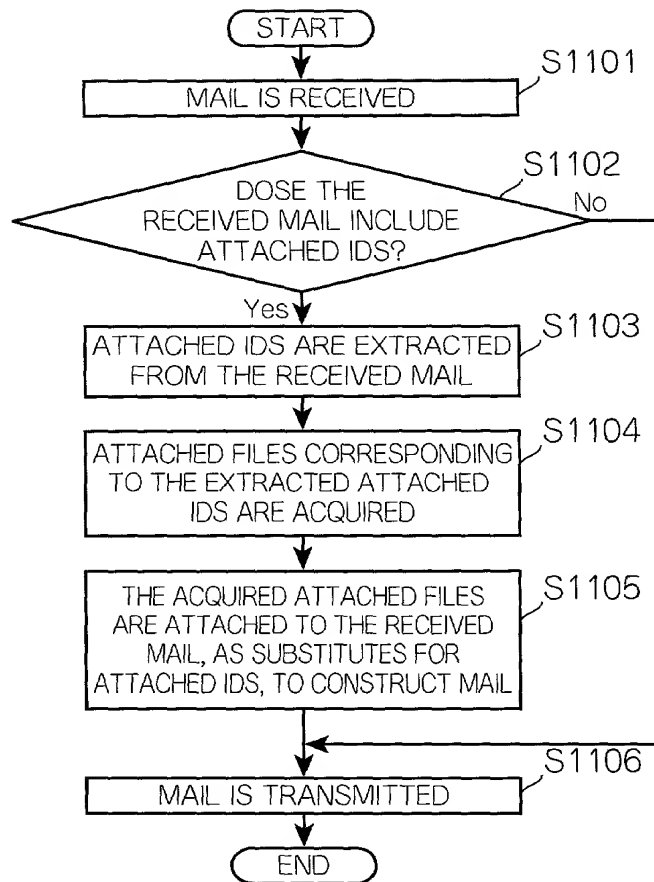 START
S1101
MAIL IS RECEIVED
S1102
DOSE THE
RECEIVED MAIL INCLUDE
ATTACHED IDS?
No
Yes
S1103
ATTACHED IDS ARE EXTRACTED
FROM THE RECEIVED MAIL
S1104
ATTACHED FILES CORRESPONDING
TO THE EXTRACTED ATTACHED
IDS ARE ACQUIRED
S1105
THE ACQUIRED ATTACHED FILES
ARE ATTACHED TO THE RECEIVED
MAIL, AS SUBSTITUTES FOR
ATTACHED IDS, TO CONSTRUCT MAIL
S1106
MAIL IS TRANSMITTED
END